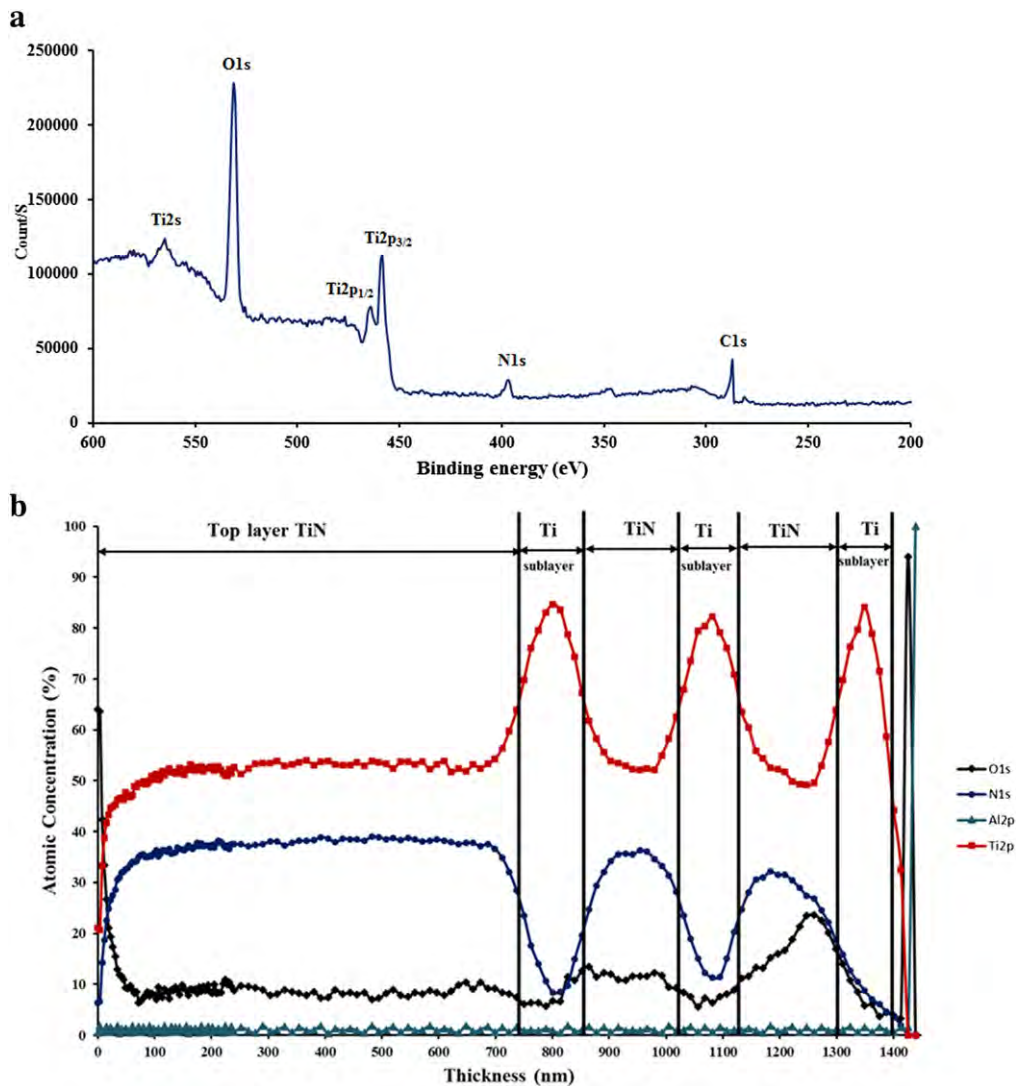 a
250000
200000
150000
100000
50000
0
Count/S
O1s
Ti2s
Ti2p3/2
Ti2p1/2
N1s
C1s
600 550 500 450 400 350 300 250 200
Binding energy (eV)
b
100
90
80
70
60
50
40
30
20
10
0
Atomic Concentration (%)
Top layer TiN
Ti
sublayer
TiN
Ti
sublayer
TiN
Ti
sublayer
O1s
N1s
Al2p
Ti2p
0 100 200 300 400 500 600 700 800 900 1000 1100 1200 1300 1400
Thickness (nm)